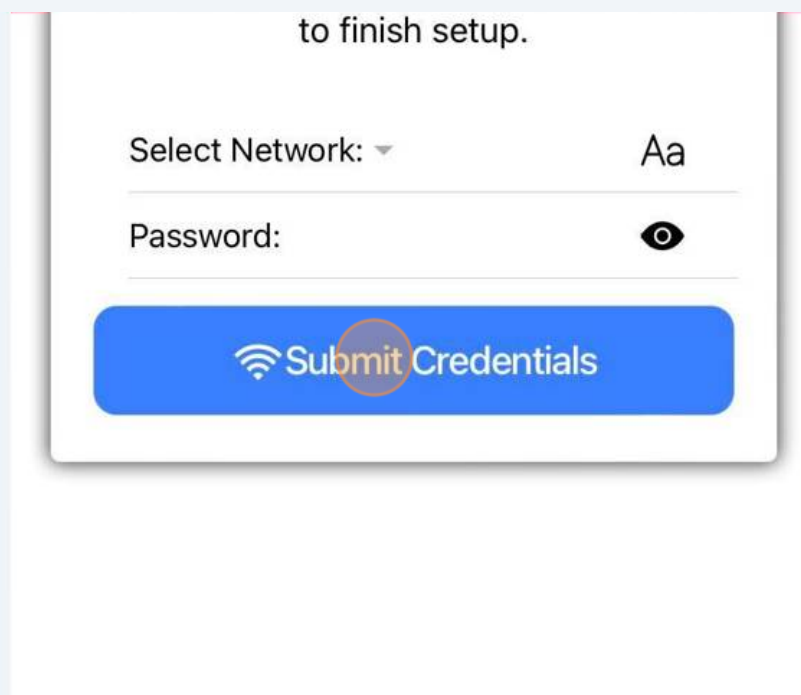 to finish setup.
Select Network:
Aa
Password:
Submit Credentials